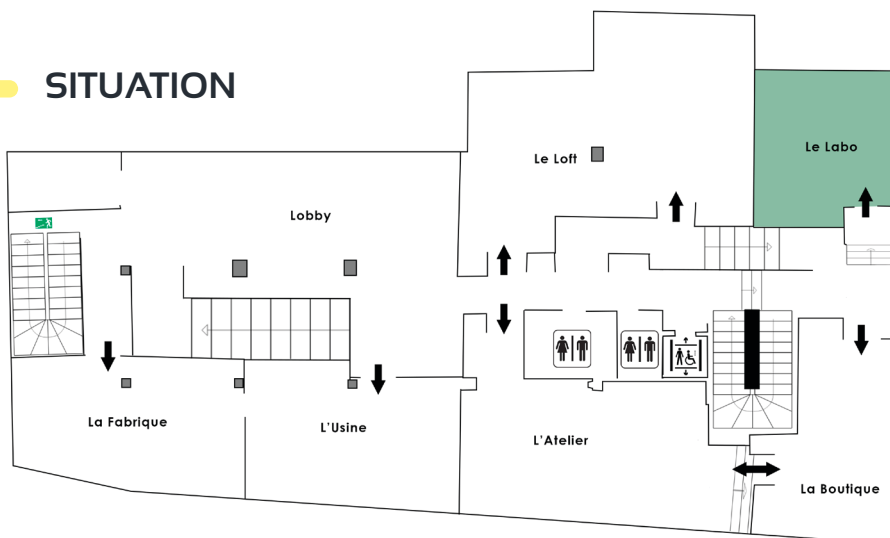 SITUATION
Le Labo
Le Loft
Lobby
La Fabrique
L'Usine
L'Atelier
La Boutique